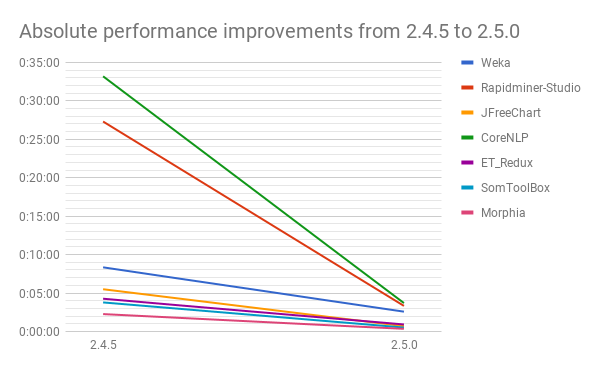 Absolute performance improvements from 2.4.5 to 2.5.0
0:35:00
0:30:00
0:25:00
0:20:00
0:15:00
0:10:00
0:05:00
0:00:00
2.4.5
2.5.0
Weka
Rapidminer-Studio
JFreeChart
CoreNLP
ET_Redux
SomToolBox
Morphia